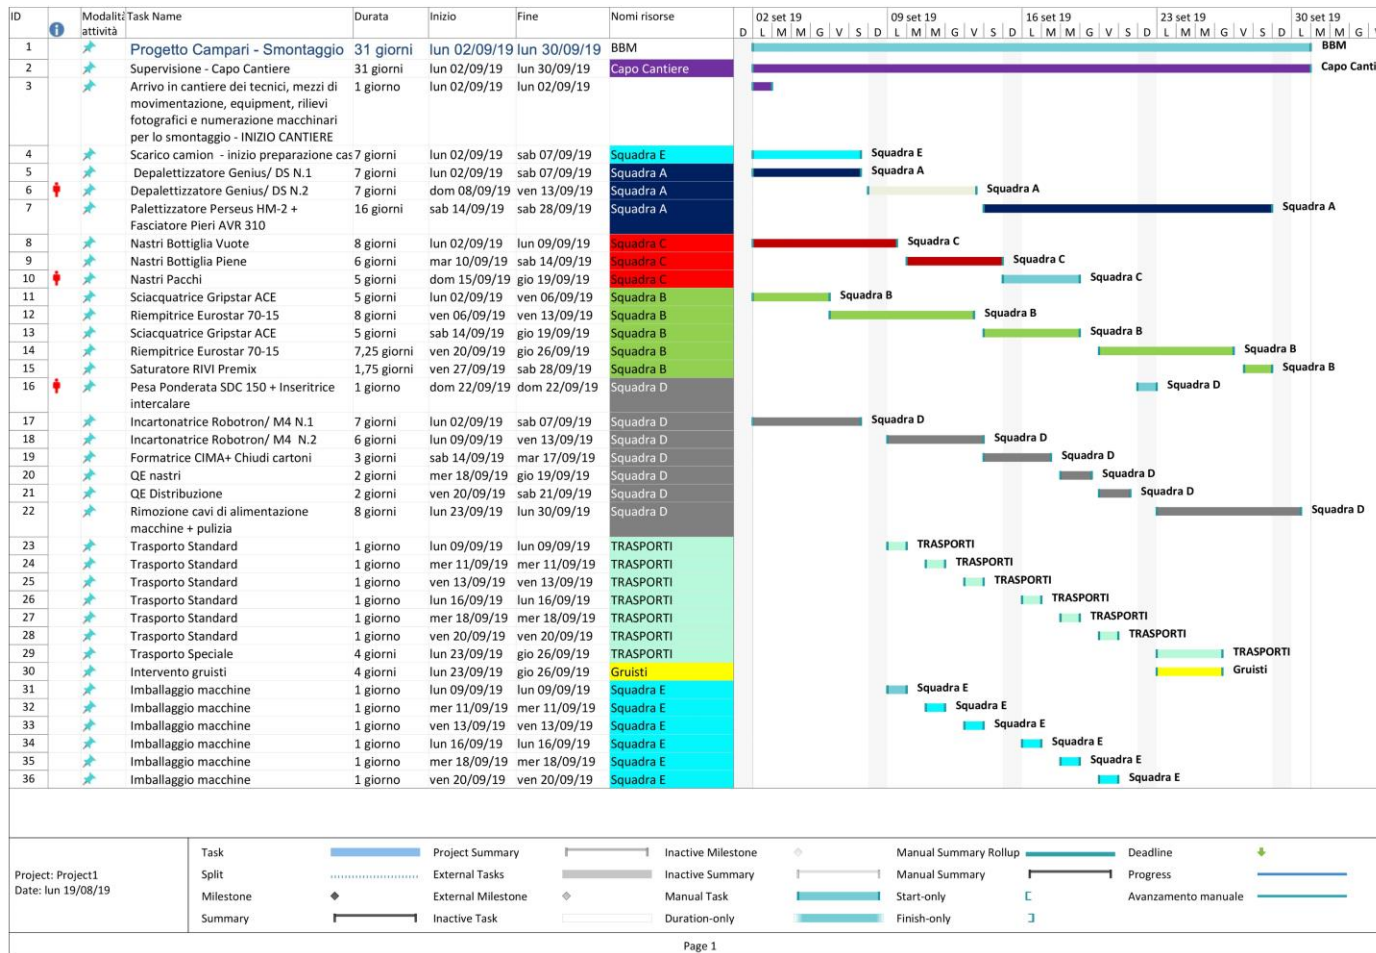 ID Modalità Task Name Durata Inizio Fine Nomi risorse 02 set 19 09 set 19 16 set 19 23 set 19 30 set 19
attività D L M M G V S D L M M G V S D L M M G V S D L M M G V S D L M M G V
1 Progetto Campari - Smontaggio 31 giorni lun 02/09/19 lun 30/09/19 BBM BBM
2 Supervisione - Capo Cantiere 31 giorni lun 02/09/19 lun 30/09/19 Capo Cantiere Capo Canti
3 Arrivo in cantiere dei tecnici, mezzi di 1 giorno lun 02/09/19 lun 02/09/19
movimentazione, equipment, rilievi
fotografici e numerazione macchinari
per lo smontaggio - INIZIO CANTIERE
4 Scarico camion - inizio preparazione cas 7 giorni lun 02/09/19 sab 07/09/19 Squadra E Squadra E
5 Depalettizzatore Genius/ DS N.1 7 giorni lun 02/09/19 sab 07/09/19 Squadra A Squadra A
6 Depalettizzatore Genius/ DS N.2 7 giorni dom 08/09/19 ven 13/09/19 Squadra A Squadra A
7 Palettizzatore Perseus HM-2 + 16 giorni sab 14/09/19 sab 28/09/19 Squadra A Squadra A
Fasciatore Pieri AVR 310
8 Nastri Bottiglia Vuote 8 giorni lun 02/09/19 lun 09/09/19 Squadra C Squadra C
9 Nastri Bottiglia Piene 6 giorni mar 10/09/19 sab 14/09/19 Squadra C Squadra C
10 Nastri Pacchi 5 giorni dom 15/09/19 gio 19/09/19 Squadra C Squadra C
11 Sciacquatrice Gripstar ACE 5 giorni lun 02/09/19 ven 06/09/19 Squadra B Squadra B
12 Riempitrice Eurostar 70-15 8 giorni ven 06/09/19 ven 13/09/19 Squadra B Squadra B
13 Sciacquatrice Gripstar ACE 5 giorni sab 14/09/19 gio 19/09/19 Squadra B Squadra B
14 Riempitrice Eurostar 70-15 7,25 giorni ven 20/09/19 gio 26/09/19 Squadra B Squadra B
15 Saturatore RIVI Premix 1,75 giorni ven 27/09/19 sab 28/09/19 Squadra B Squadra B
16 Pesa Ponderata SDC 150 + Inseritrice 1 giorno dom 22/09/19 dom 22/09/19 Squadra D Squadra D
intercalare
17 Incartonatrice Robotron/ M4 N.1 7 giorni lun 02/09/19 sab 07/09/19 Squadra D Squadra D
18 Incartonatrice Robotron/ M4 N.2 6 giorni lun 09/09/19 ven 13/09/19 Squadra D Squadra D
19 Formatrice CIMA+ Chiudi cartoni 3 giorni sab 14/09/19 mar 17/09/19 Squadra D Squadra D
20 QE nastri 2 giorni mer 18/09/19 gio 19/09/19 Squadra D Squadra D
21 QE Distribuzione 2 giorni ven 20/09/19 sab 21/09/19 Squadra D Squadra D
22 Rimozione cavi di alimentazione 8 giorni lun 23/09/19 lun 30/09/19 Squadra D Squadra D
macchine + pulizia
23 Trasporto Standard 1 giorno lun 09/09/19 lun 09/09/19 TRASPORTI TRASPORTI
24 Trasporto Standard 1 giorno mer 11/09/19 mer 11/09/19 TRASPORTI TRASPORTI
25 Trasporto Standard 1 giorno ven 13/09/19 ven 13/09/19 TRASPORTI TRASPORTI
26 Trasporto Standard 1 giorno lun 16/09/19 lun 16/09/19 TRASPORTI TRASPORTI
27 Trasporto Standard 1 giorno mer 18/09/19 mer 18/09/19 TRASPORTI TRASPORTI
28 Trasporto Standard 1 giorno ven 20/09/19 ven 20/09/19 TRASPORTI TRASPORTI
29 Trasporto Speciale 4 giorni lun 23/09/19 gio 26/09/19 TRASPORTI TRASPORTI
30 Intervento gruisti 4 giorni lun 23/09/19 gio 26/09/19 Gruisti Gruisti
31 Imballaggio macchine 1 giorno lun 09/09/19 lun 09/09/19 Squadra E Squadra E
32 Imballaggio macchine 1 giorno mer 11/09/19 mer 11/09/19 Squadra E Squadra E
33 Imballaggio macchine 1 giorno ven 13/09/19 ven 13/09/19 Squadra E Squadra E
34 Imballaggio macchine 1 giorno lun 16/09/19 lun 16/09/19 Squadra E Squadra E
35 Imballaggio macchine 1 giorno mer 18/09/19 mer 18/09/19 Squadra E Squadra E
36 Imballaggio macchine 1 giorno ven 20/09/19 ven 20/09/19 Squadra E Squadra E
Project: Project1
Date: lun 19/08/19
Task Project Summary Inactive Milestone Manual Summary Rollup Deadline
Split External Tasks Inactive Summary Manual Summary Progress
Milestone External Milestone Manual Task Start-only Avanzamento manuale
Summary Inactive Task Duration-only Finish-only
Page 1